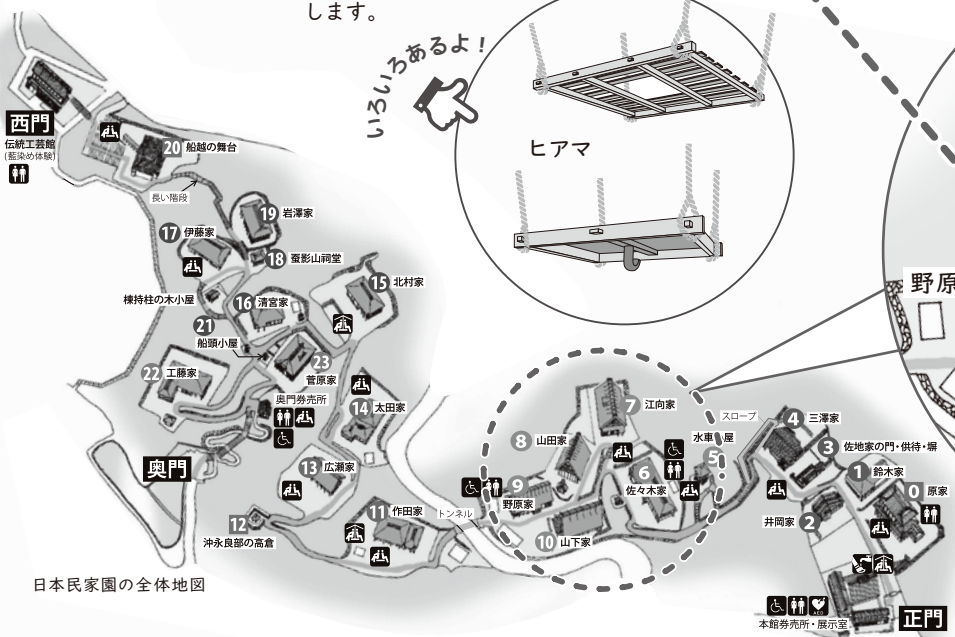 します。
いろいろあるよ!
ヒアマ
西門
伝統工芸館
(藍染め体験)
20 船越の舞台
長い階段
19 岩澤家
17 伊藤家
18 蚕影山祠堂
15 北村家
棟持柱の木小屋
16 清宮家
21
船頭小屋
22 工藤家
23
菅原家
奥門券売所
14 太田家
奥門
13 広瀬家
12
沖永良部の高倉
11 作田家
トンネル
7 江向家
8 山田家
9
野原家
10 山下家
6
佐々木家
水車小屋
5
スロープ
4 三澤家
3
佐地家の門・供待・塀
1 鈴木家
0 原家
井岡家
2
AED
本館券売所・展示室
正門
野原
日本民家園の全体地図